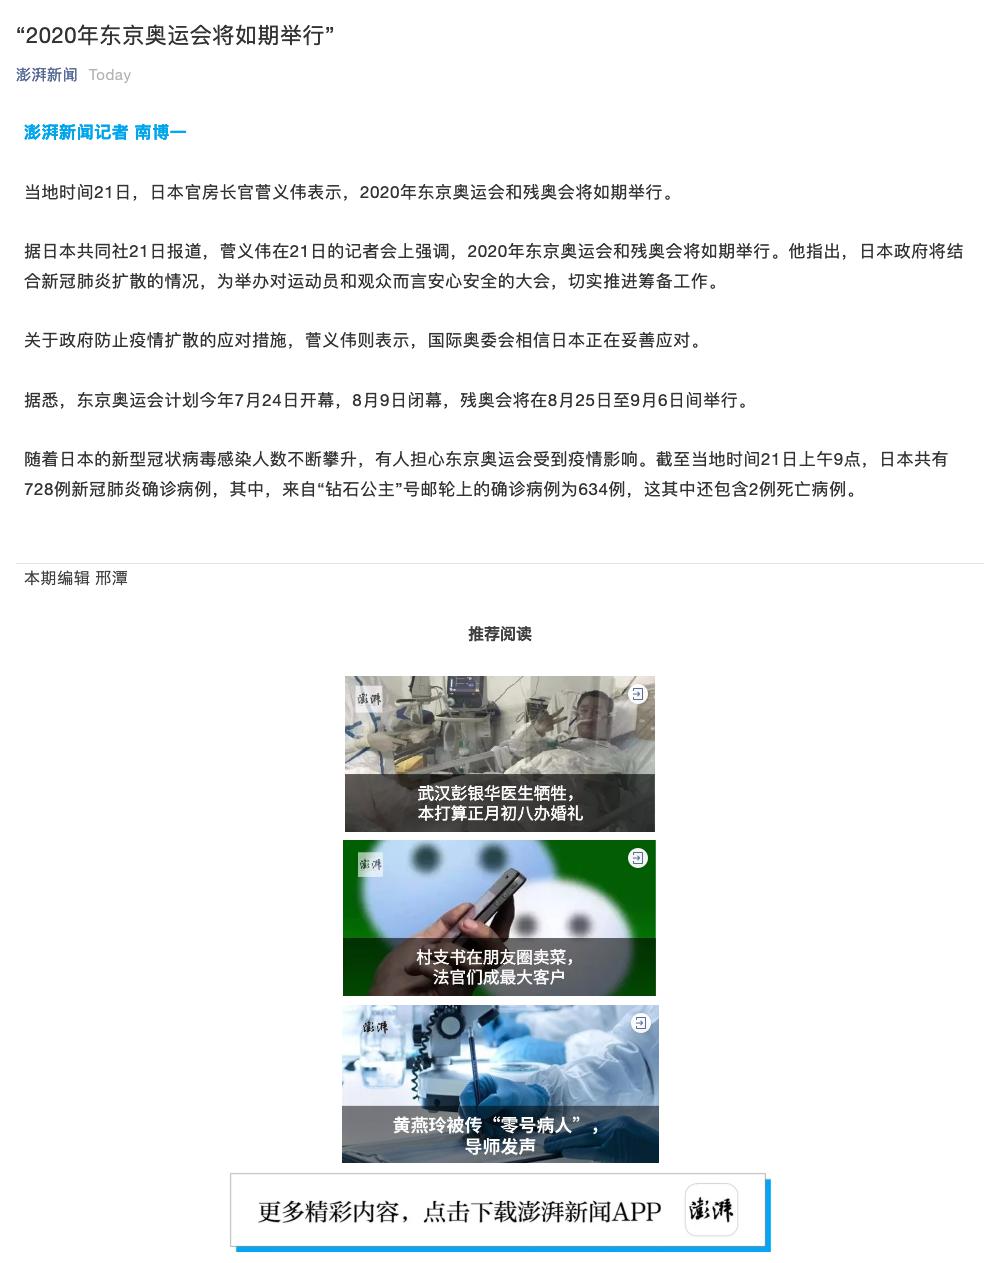 “2020年东京奥运会将如期举行”
澎湃新闻 Today
澎湃新闻记者 南博一
当地时间21日，日本官房长官菅义伟表示，2020年东京奥运会和残奥会将如期举行。
据日本共同社21日报道，菅义伟在21日的记者会上强调，2020年东京奥运会和残奥会将如期举行。他指出，日本政府将结
合新冠肺炎扩散的情况，为举办对运动员和观众而言安心安全的大会，切实推进筹备工作。
关于政府防止疫情扩散的应对措施，菅义伟则表示，国际奥委会相信日本正在妥善应对。
据悉，东京奥运会计划今年7月24日开幕，8月9日闭幕，残奥会将在8月25日至9月6日间举行。
随着日本的新型冠状病毒感染人数不断攀升，有人担心东京奥运会受到疫情影响。截至当地时间21日上午9点，日本共有
728例新冠肺炎确诊病例，其中，来自“钻石公主”号邮轮上的确诊病例为634例，这其中还包含2例死亡病例。
本期编辑 邢潭
推荐阅读
澎湃
武汉彭银华医生牺牲，
本打算正月初八办婚礼
澎湃
村支书在朋友圈卖菜，
法官们成最大客户
澎湃
黄燕玲被传“零号病人”，
导师发声
更多精彩内容，点击下载澎湃新闻APP 澎湃